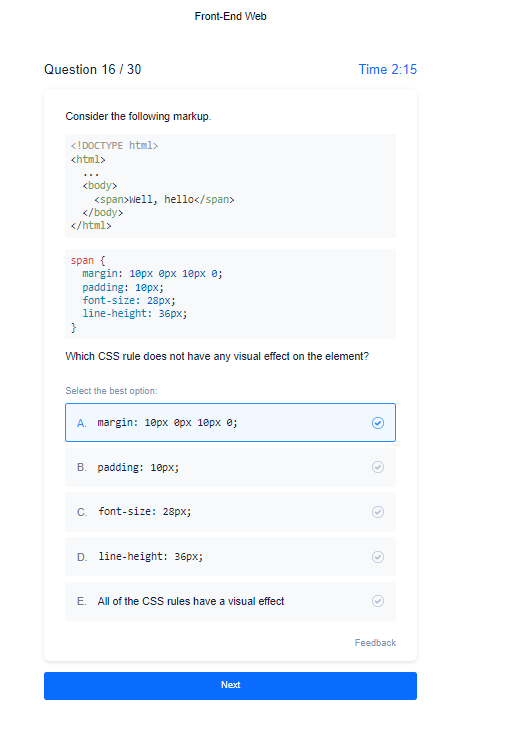 Front-End Web
Question 16 / 30
Time 2:15
Consider the following markup.
<!DOCTYPE html>
<html>
  ...
  <body>
    <span>Well, hello</span>
  </body>
</html>
span {
  margin: 10px 0px 10px 0;
  padding: 10px;
  font-size: 28px;
  line-height: 36px;
}
Which CSS rule does not have any visual effect on the element?
Select the best option:
A. margin: 10px 0px 10px 0;
B. padding: 10px;
C. font-size: 28px;
D. line-height: 36px;
E. All of the CSS rules have a visual effect
Feedback
Next